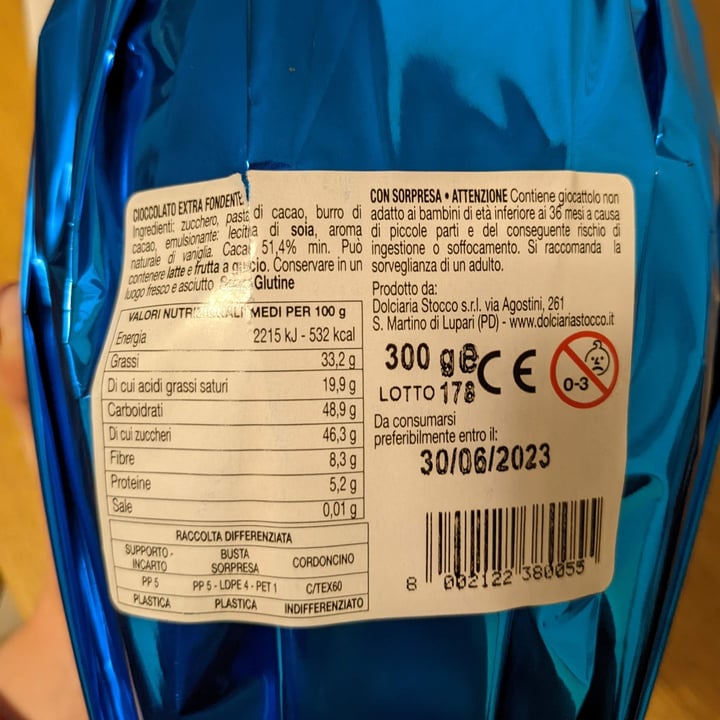 CIOCCOLATO EXTRA FONDENTE
Ingredienti: zucchero, pasta di cacao, burro di
cacao, emulsionante: lecitina di soia, aroma
naturale di vaniglia. Cacao 51,4% min. Può
contenere latte e frutta a guscio. Conservare in un
luogo fresco e asciutto. Senza Glutine
VALORI NUTRIZIONALI MEDI PER 100 g
Energia 2215 kJ - 532 kcal
Grassi 33,2 g
Di cui acidi grassi saturi 19,9 g
Carboidrati 48,9 g
Di cui zuccheri 46,3 g
Fibre 8,3 g
Proteine 5,2 g
Sale 0,01 g
RACCOLTA DIFFERENZIATA
SUPPORTO - INCARTO
BUSTA SORPRESA
CORDONCINO
PP 5
PP 5 - LDPE 4 - PET 1
C/TEX60
PLASTICA
PLASTICA
INDIFFERENZIATO
CON SORPRESA • ATTENZIONE Contiene giocattolo non
adatto ai bambini di età inferiore ai 36 mesi a causa
di piccole parti e del conseguente rischio di
ingestione o soffocamento. Si raccomanda la
sorveglianza di un adulto.
Prodotto da:
Dolciaria Stocco s.r.l. via Agostini, 261
S. Martino di Lupari (PD) - www.dolciariastocco.it
300 g e CE
0-3
LOTTO 178
Da consumarsi
preferibilmente entro il:
30/06/2023
8 002122 380055